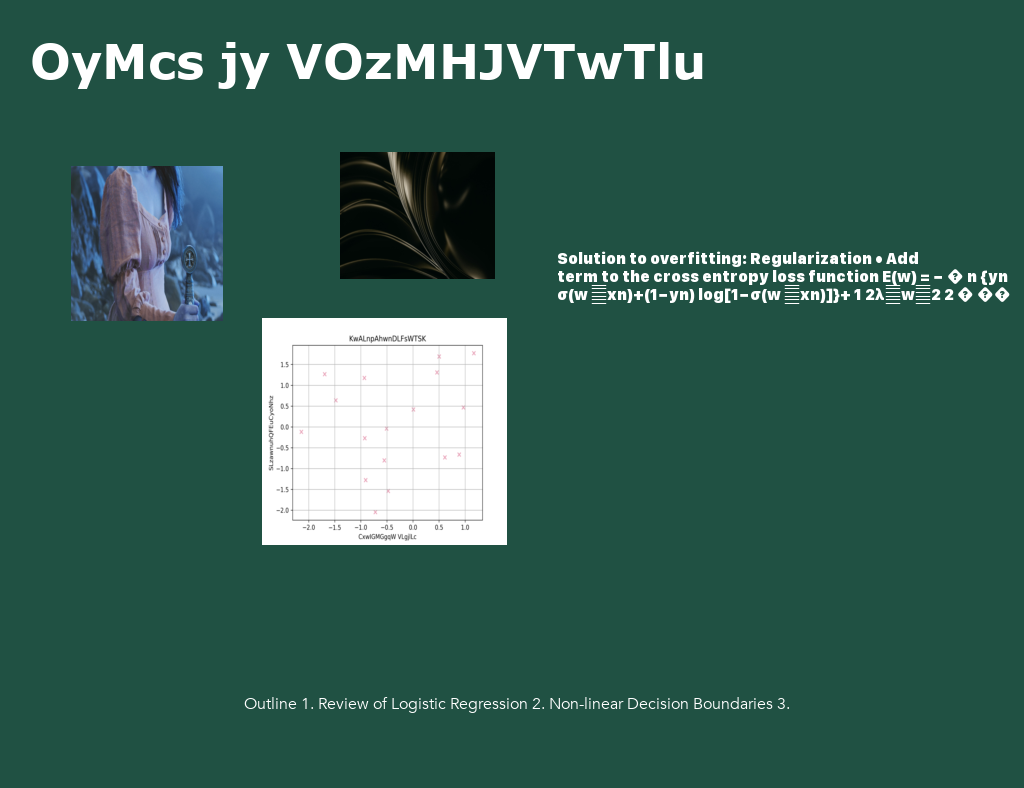 OyMcs jy VOzMHJVTwTlu
Solution to overfitting: Regularization • Add
term to the cross entropy loss function E(w) = − � n {yn
σ(w ▒xn)+(1−yn) log[1−σ(w ▒xn)]}+ 1 2λ▒w▒2 2 � ��
KwALnpAhwnDLFsWTSK
1.5
1.0
0.5
0.0
−0.5
−1.0
−1.5
−2.0
SLzawnuhQFEuCyoNhz
−2.0 −1.5 −1.0 −0.5 0.0 0.5 1.0
CxwIGMGgqW VLgjlLc
Outline 1. Review of Logistic Regression 2. Non-linear Decision Boundaries 3.